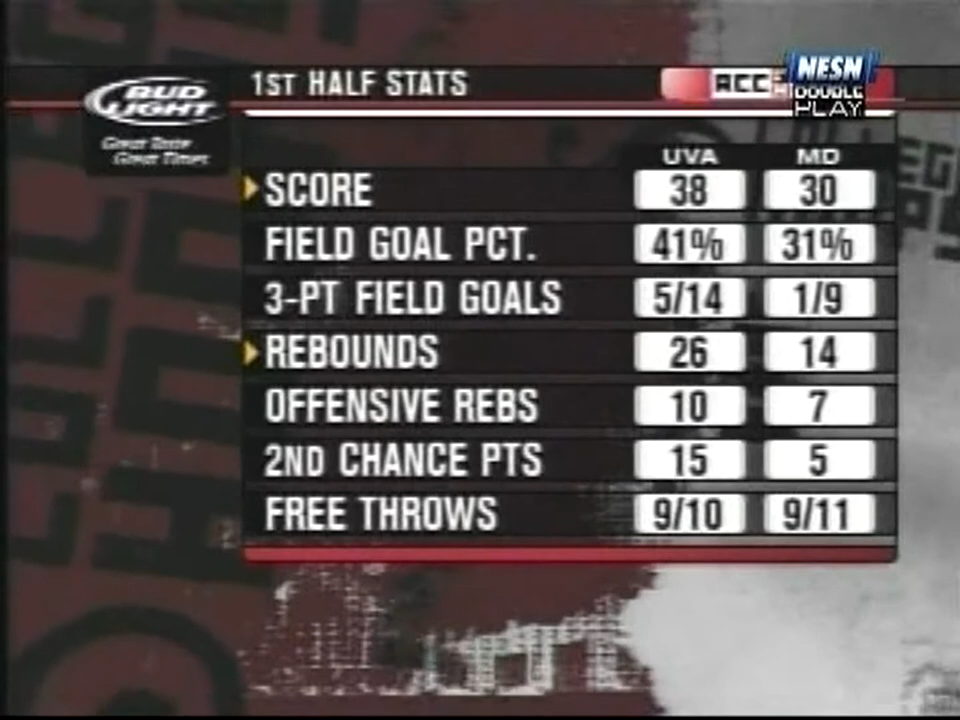 BUD LIGHT
Great Taste
Great Times
1ST HALF STATS
ACC
NESN
DOUBLE
PLAY
UVA MD
SCORE 38 30
FIELD GOAL PCT. 41% 31%
3-PT FIELD GOALS 5/14 1/9
REBOUNDS 26 14
OFFENSIVE REBS 10 7
2ND CHANCE PTS 15 5
FREE THROWS 9/10 9/11